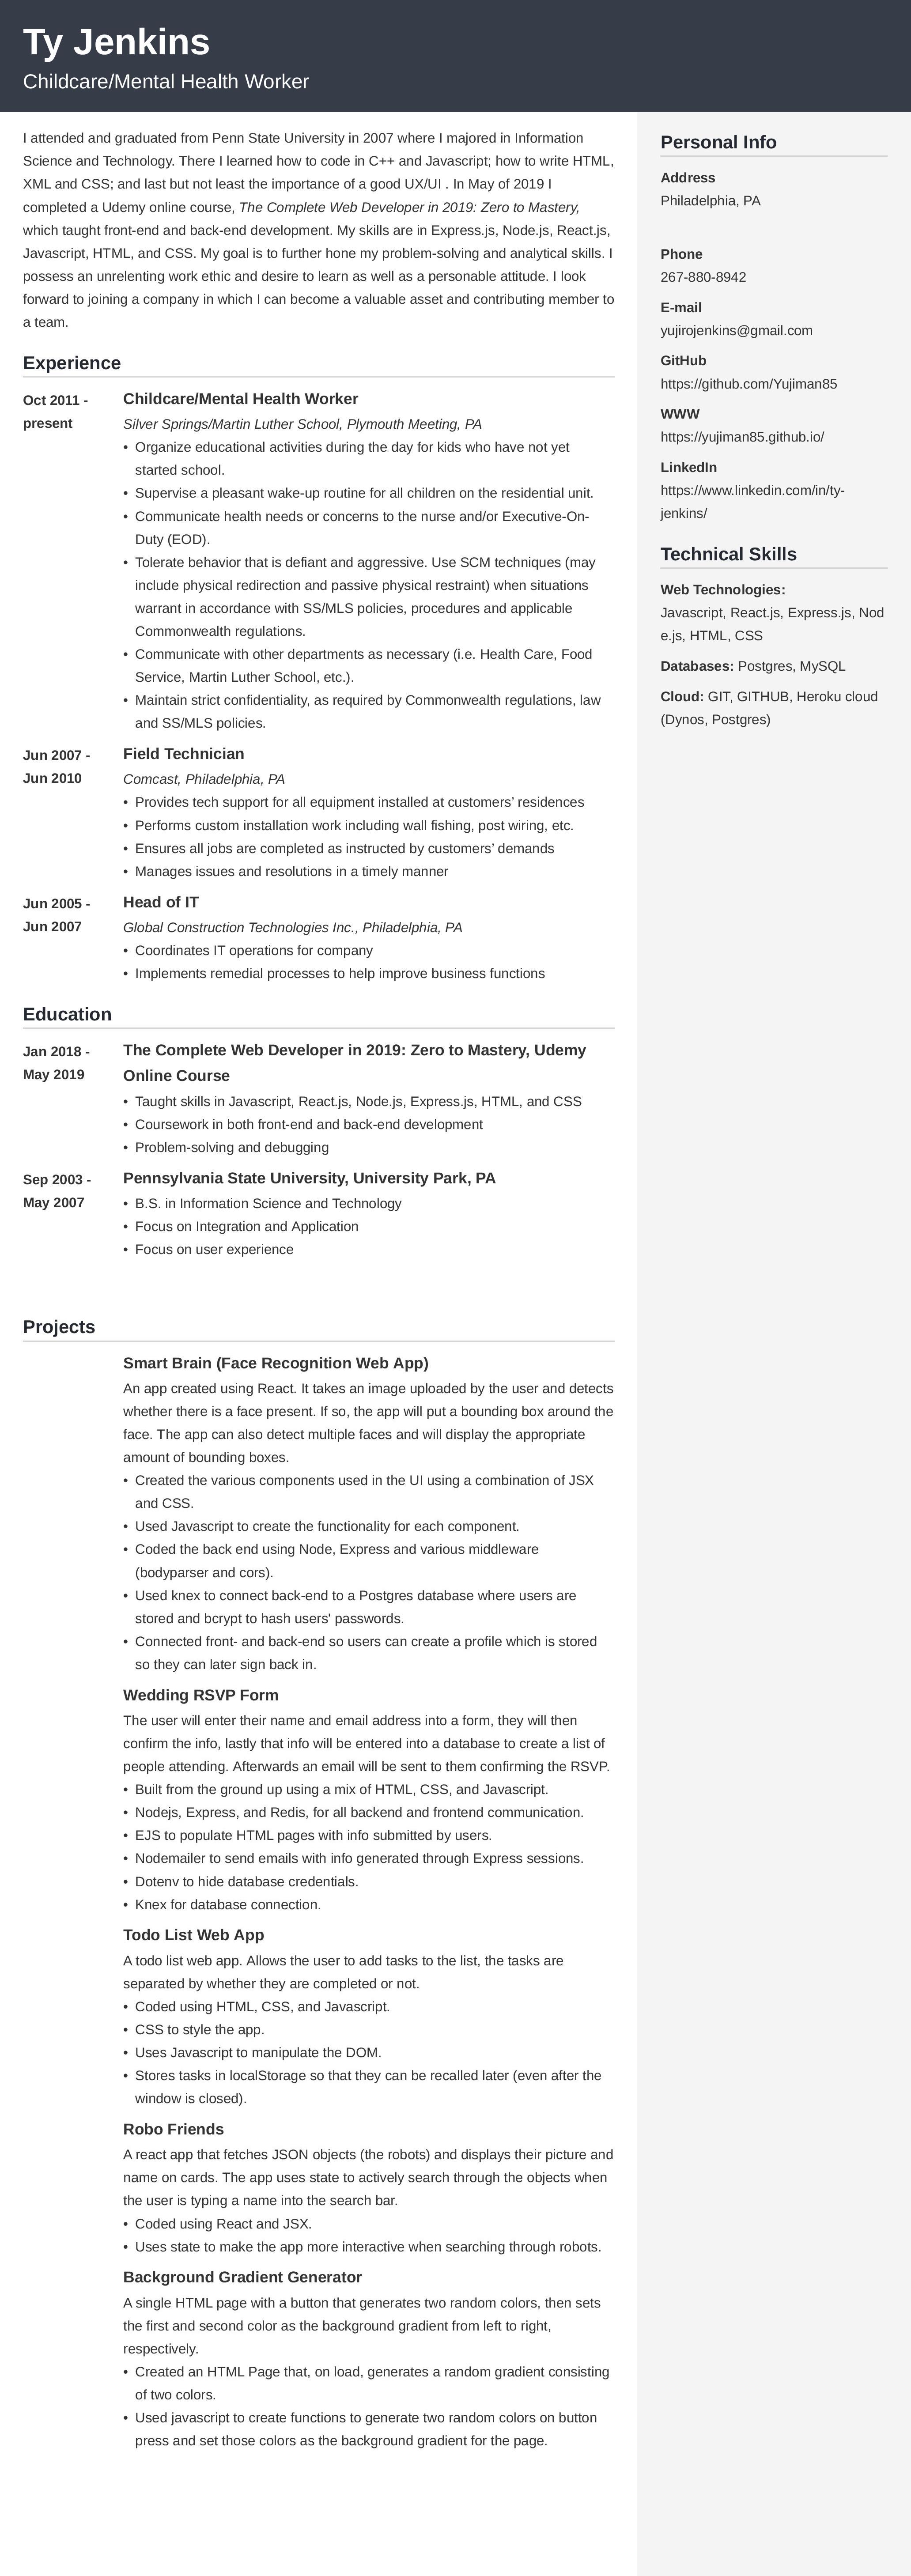 Ty Jenkins
Childcare/Mental Health Worker
I attended and graduated from Penn State University in 2007 where I majored in Information
Science and Technology. There I learned how to code in C++ and Javascript; how to write HTML,
XML and CSS; and last but not least the importance of a good UX/UI . In May of 2019 I
completed a Udemy online course, The Complete Web Developer in 2019: Zero to Mastery,
which taught front-end and back-end development. My skills are in Express.js, Node.js, React.js,
Javascript, HTML, and CSS. My goal is to further hone my problem-solving and analytical skills. I
possess an unrelenting work ethic and desire to learn as well as a personable attitude. I look
forward to joining a company in which I can become a valuable asset and contributing member to
a team.
Experience
Oct 2011 -
present
Childcare/Mental Health Worker
Silver Springs/Martin Luther School, Plymouth Meeting, PA
• Organize educational activities during the day for kids who have not yet
started school.
• Supervise a pleasant wake-up routine for all children on the residential unit.
• Communicate health needs or concerns to the nurse and/or Executive-On-
Duty (EOD).
• Tolerate behavior that is defiant and aggressive. Use SCM techniques (may
include physical redirection and passive physical restraint) when situations
warrant in accordance with SS/MLS policies, procedures and applicable
Commonwealth regulations.
• Communicate with other departments as necessary (i.e. Health Care, Food
Service, Martin Luther School, etc.).
• Maintain strict confidentiality, as required by Commonwealth regulations, law
and SS/MLS policies.
Jun 2007 -
Jun 2010
Field Technician
Comcast, Philadelphia, PA
• Provides tech support for all equipment installed at customers’ residences
• Performs custom installation work including wall fishing, post wiring, etc.
• Ensures all jobs are completed as instructed by customers’ demands
• Manages issues and resolutions in a timely manner
Jun 2005 -
Jun 2007
Head of IT
Global Construction Technologies Inc., Philadelphia, PA
• Coordinates IT operations for company
• Implements remedial processes to help improve business functions
Education
Jan 2018 -
May 2019
The Complete Web Developer in 2019: Zero to Mastery, Udemy
Online Course
• Taught skills in Javascript, React.js, Node.js, Express.js, HTML, and CSS
• Coursework in both front-end and back-end development
• Problem-solving and debugging
Sep 2003 -
May 2007
Pennsylvania State University, University Park, PA
• B.S. in Information Science and Technology
• Focus on Integration and Application
• Focus on user experience
Projects
Smart Brain (Face Recognition Web App)
An app created using React. It takes an image uploaded by the user and detects
whether there is a face present. If so, the app will put a bounding box around the
face. The app can also detect multiple faces and will display the appropriate
amount of bounding boxes.
• Created the various components used in the UI using a combination of JSX
and CSS.
• Used Javascript to create the functionality for each component.
• Coded the back end using Node, Express and various middleware
(bodyparser and cors).
• Used knex to connect back-end to a Postgres database where users are
stored and bcrypt to hash users' passwords.
• Connected front- and back-end so users can create a profile which is stored
so they can later sign back in.
Wedding RSVP Form
The user will enter their name and email address into a form, they will then
confirm the info, lastly that info will be entered into a database to create a list of
people attending. Afterwards an email will be sent to them confirming the RSVP.
• Built from the ground up using a mix of HTML, CSS, and Javascript.
• Nodejs, Express, and Redis, for all backend and frontend communication.
• EJS to populate HTML pages with info submitted by users.
• Nodemailer to send emails with info generated through Express sessions.
• Dotenv to hide database credentials.
• Knex for database connection.
Todo List Web App
A todo list web app. Allows the user to add tasks to the list, the tasks are
separated by whether they are completed or not.
• Coded using HTML, CSS, and Javascript.
• CSS to style the app.
• Uses Javascript to manipulate the DOM.
• Stores tasks in localStorage so that they can be recalled later (even after the
window is closed).
Robo Friends
A react app that fetches JSON objects (the robots) and displays their picture and
name on cards. The app uses state to actively search through the objects when
the user is typing a name into the search bar.
• Coded using React and JSX.
• Uses state to make the app more interactive when searching through robots.
Background Gradient Generator
A single HTML page with a button that generates two random colors, then sets
the first and second color as the background gradient from left to right,
respectively.
• Created an HTML Page that, on load, generates a random gradient consisting
of two colors.
• Used javascript to create functions to generate two random colors on button
press and set those colors as the background gradient for the page.
Personal Info
Address
Philadelphia, PA
Phone
267-880-8942
E-mail
yujirojenkins@gmail.com
GitHub
https://github.com/Yujiman85
WWW
https://yujiman85.github.io/
LinkedIn
https://www.linkedin.com/in/ty-
jenkins/
Technical Skills
Web Technologies:
Javascript, React.js, Express.js, Nod
e.js, HTML, CSS
Databases: Postgres, MySQL
Cloud: GIT, GITHUB, Heroku cloud
(Dynos, Postgres)